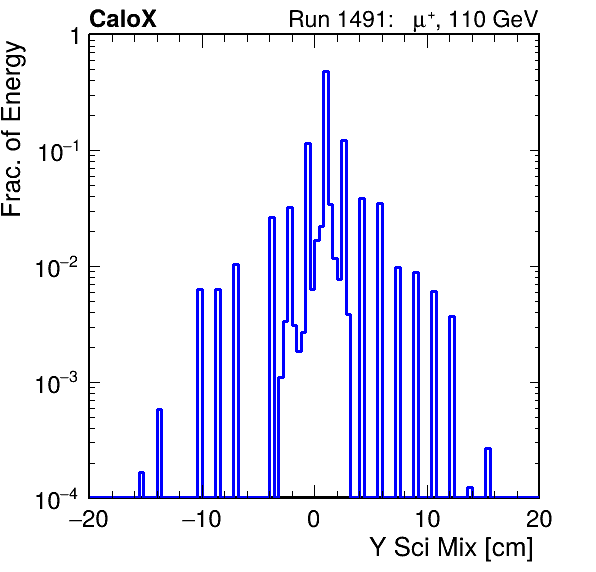 CaloX Run 1491: μ⁺, 110 GeV
Frac. of Energy
1
10⁻¹
10⁻²
10⁻³
10⁻⁴
−20 −10 0 10 20
Y Sci Mix [cm]